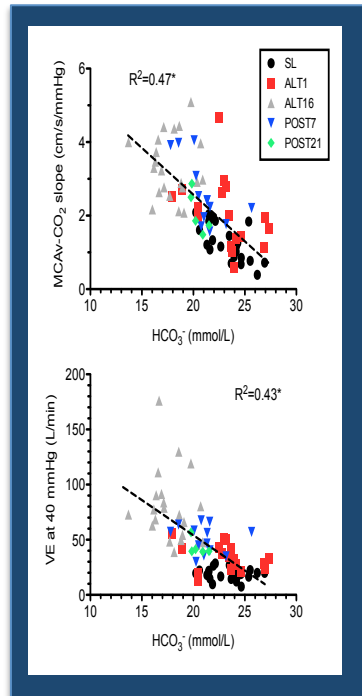 SL
ALT1
ALT16
POST7
POST21
R²=0.47*
MCAv-CO₂ slope (cm/s/mmHg)
6
4
2
0
10 15 20 25 30
HCO₃⁻ (mmol/L)
R²=0.43*
VE at 40 mmHg (L/min)
200
150
100
50
0
10 15 20 25 30
HCO₃⁻ (mmol/L)